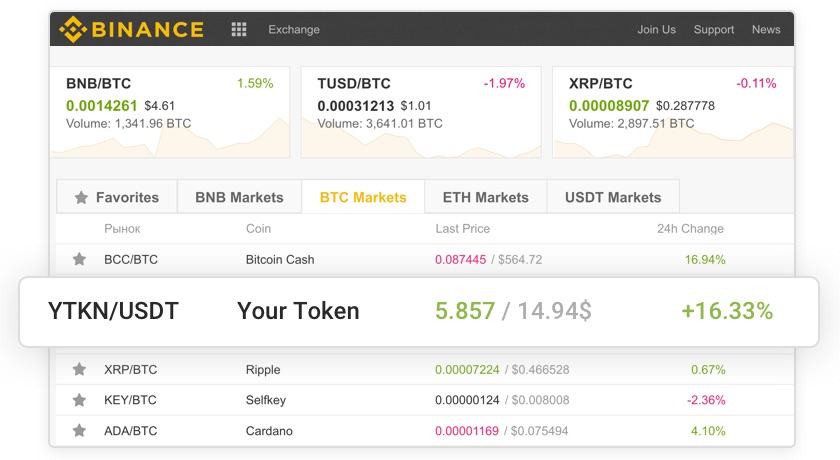 BINANCE Exchange Join Us Support News
BNB/BTC 1.59% TUSD/BTC -1.97% XRP/BTC -0.11%
0.0014261 $4.61 0.00031213 $1.01 0.00008907 $0.287778
Volume: 1,341.96 BTC Volume: 3,641.01 BTC Volume: 2,897.51 BTC
Favorites BNB Markets BTC Markets ETH Markets USDT Markets
Рынок Coin Last Price 24h Change
BCC/BTC Bitcoin Cash 0.087445 / $564.72 16.94%
YTKN/USDT Your Token 5.857 / 14.94$ +16.33%
XRP/BTC Ripple 0.00007224 / $0.466528 0.67%
KEY/BTC Selfkey 0.00000124 / $0.008008 -2.36%
ADA/BTC Cardano 0.00001169 / $0.075494 4.10%